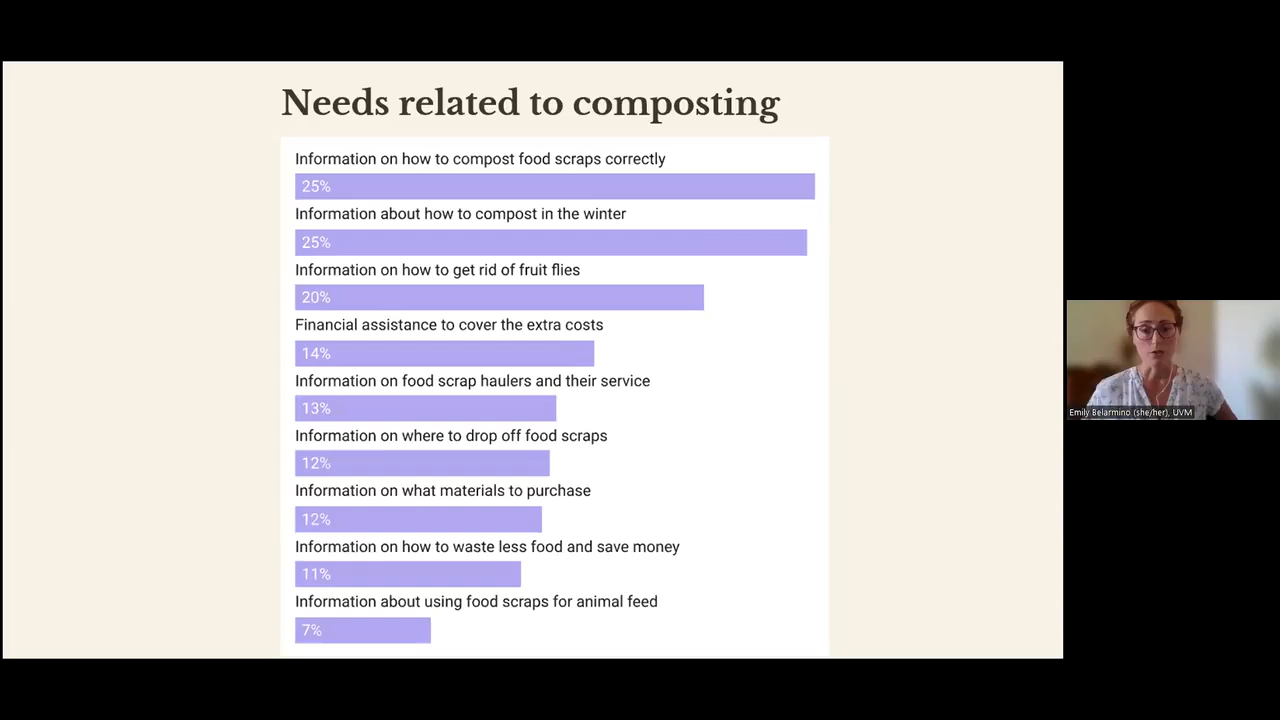 Needs related to composting
Information on how to compost food scraps correctly
25%
Information about how to compost in the winter
25%
Information on how to get rid of fruit flies
20%
Financial assistance to cover the extra costs
14%
Information on food scrap haulers and their service
13%
Information on where to drop off food scraps
12%
Information on what materials to purchase
12%
Information on how to waste less food and save money
11%
Information about using food scraps for animal feed
7%
Emily Belarmino (she/her), UVM